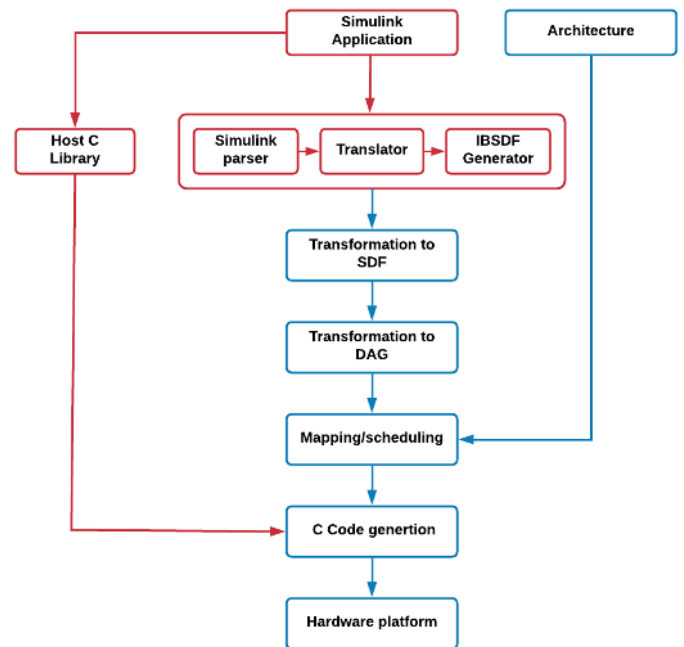 Simulink
Application
Architecture
Host C
Library
Simulink
parser
Translator
IBSDF
Generator
Transformation to
SDF
Transformation to
DAG
Mapping/scheduling
C Code genertion
Hardware platform